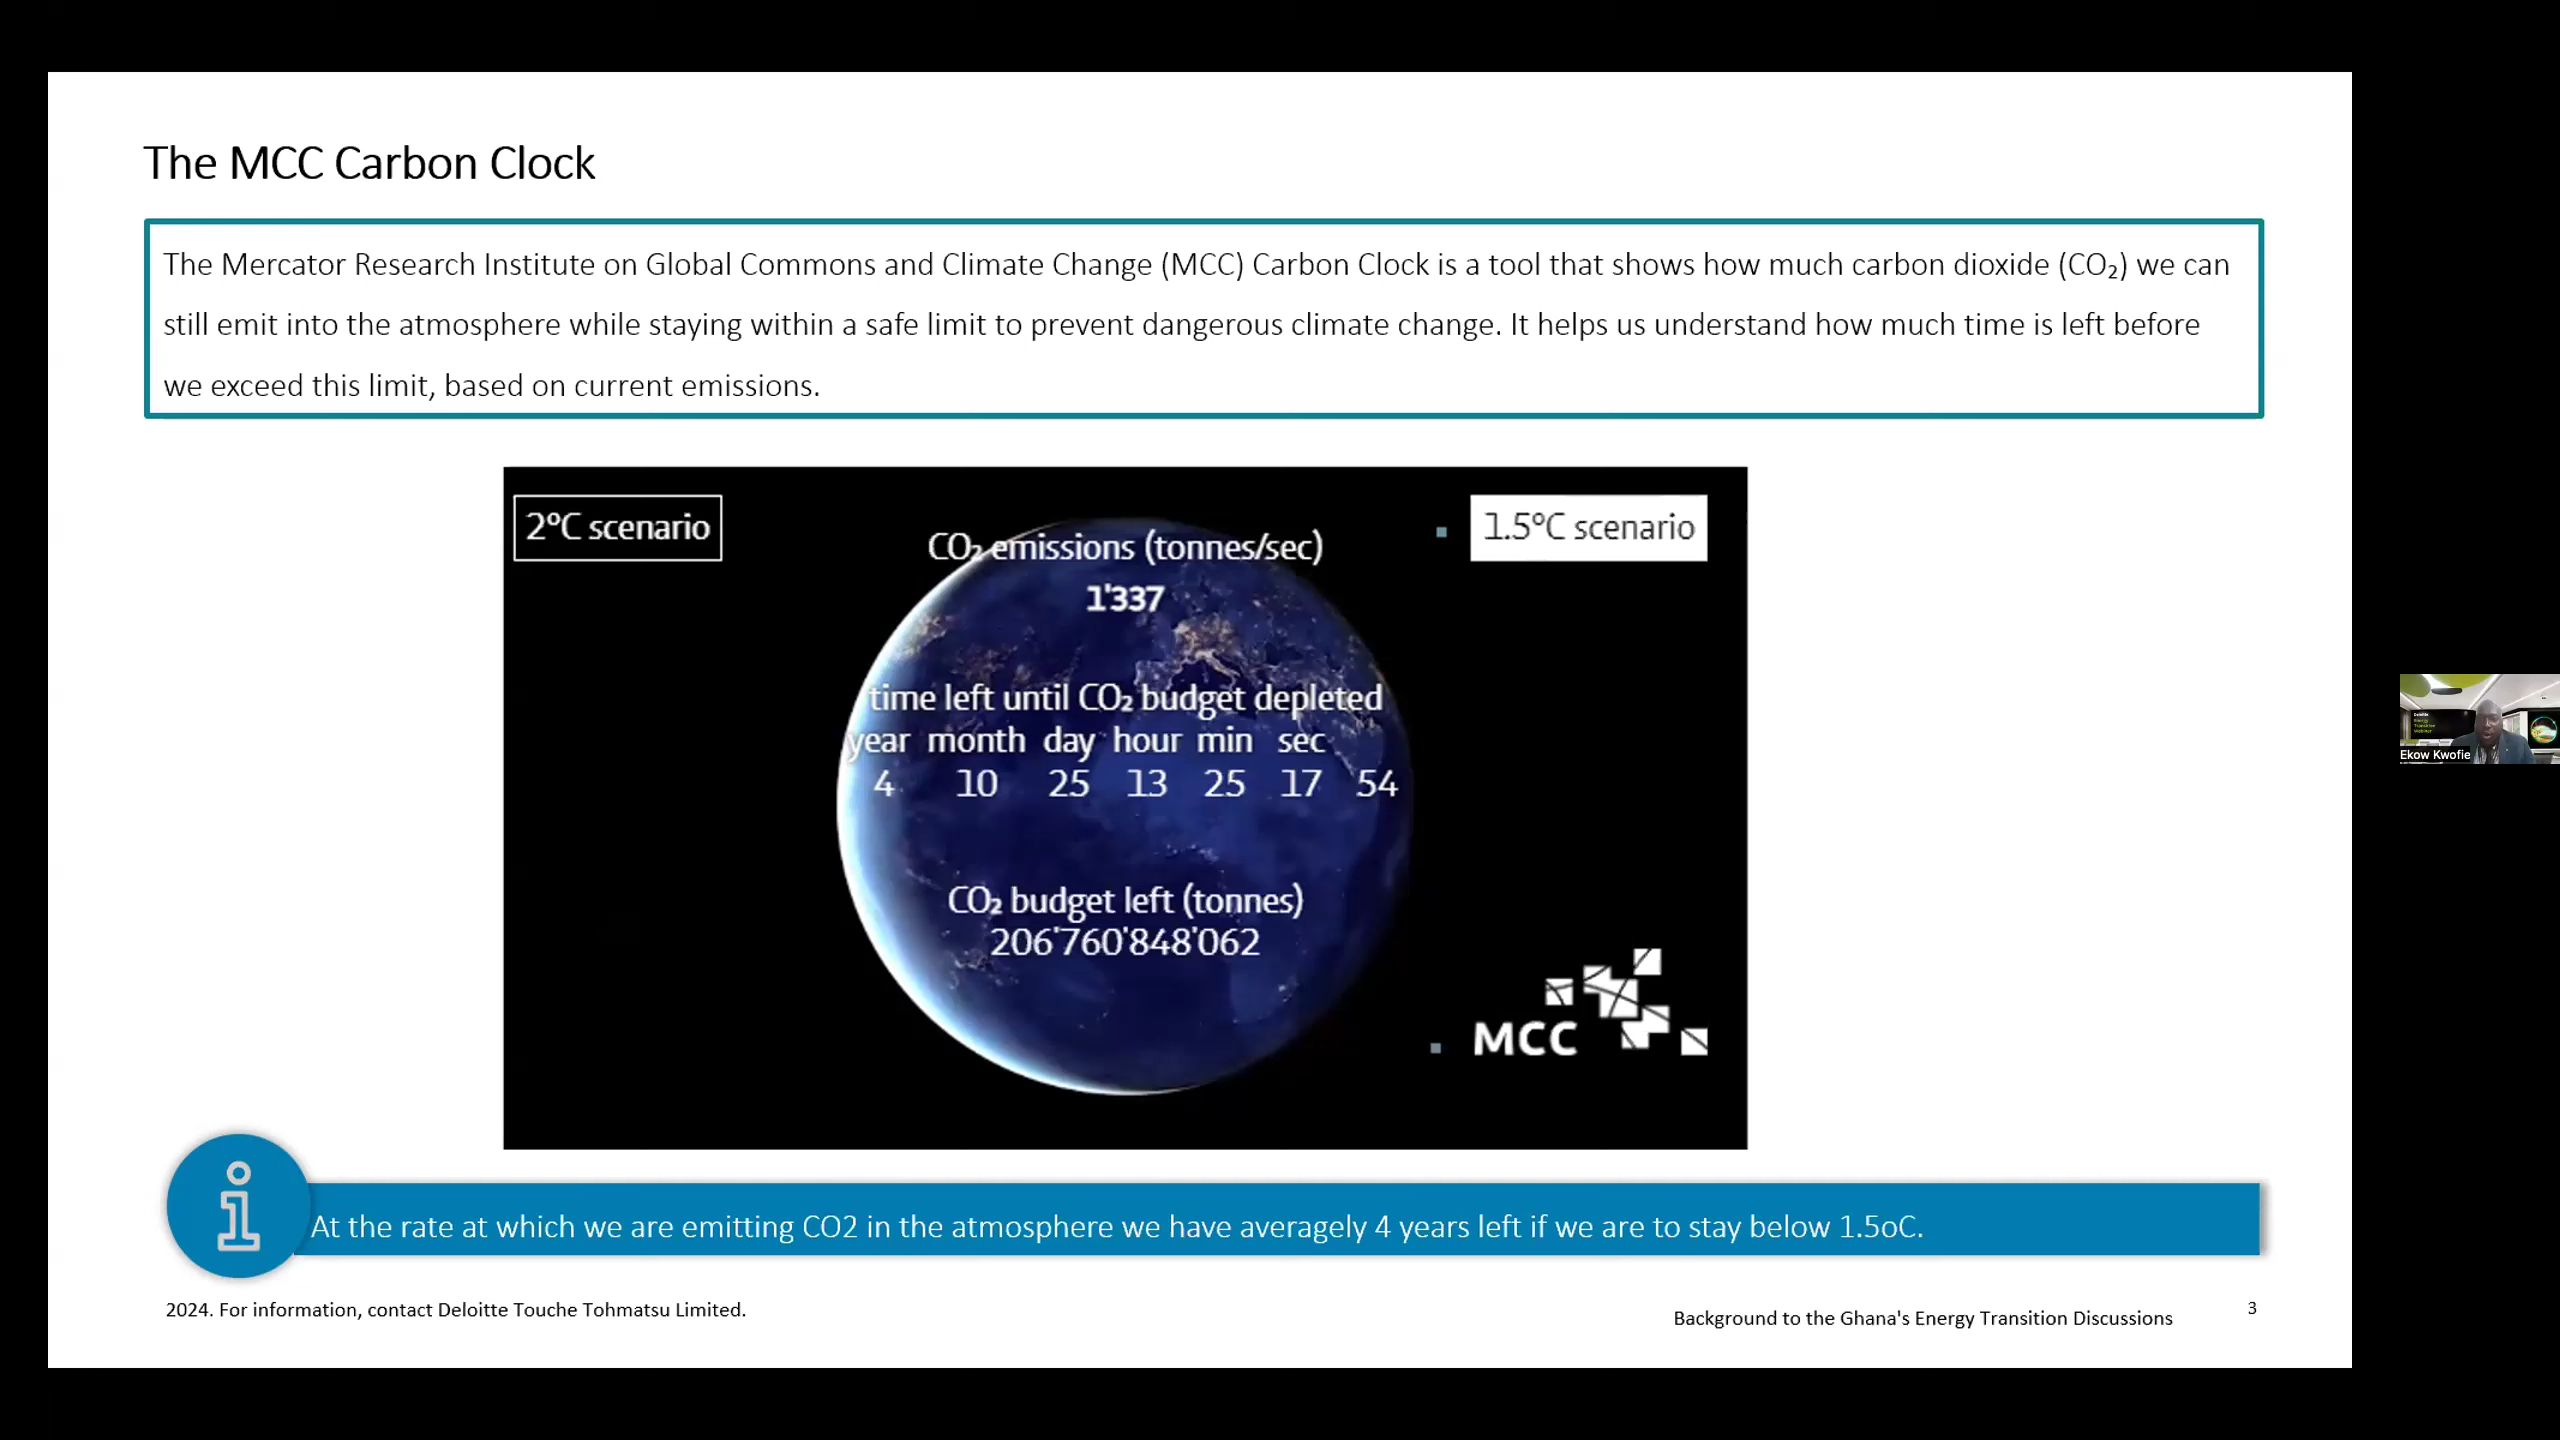 The MCC Carbon Clock
The Mercator Research Institute on Global Commons and Climate Change (MCC) Carbon Clock is a tool that shows how much carbon dioxide (CO₂) we can
still emit into the atmosphere while staying within a safe limit to prevent dangerous climate change. It helps us understand how much time is left before
we exceed this limit, based on current emissions.
2°C scenario
1.5°C scenario
CO₂ emissions (tonnes/sec)
1'337
time left until CO₂ budget depleted
year month day hour min sec
4 10 25 13 25 17 54
CO₂ budget left (tonnes)
206'760'848'062
MCC
At the rate at which we are emitting CO2 in the atmosphere we have averagely 4 years left if we are to stay below 1.5oC.
2024. For information, contact Deloitte Touche Tohmatsu Limited.
Background to the Ghana's Energy Transition Discussions
3
Ekow Kwofie